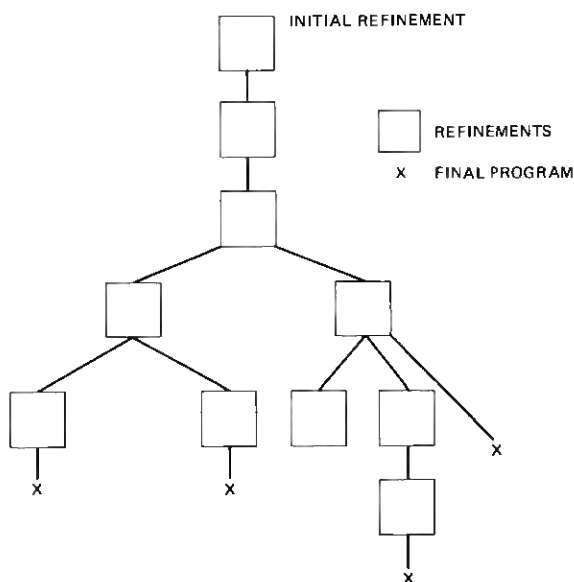 INITIAL REFINEMENT
REFINEMENTS
X FINAL PROGRAM
X
X
X
X